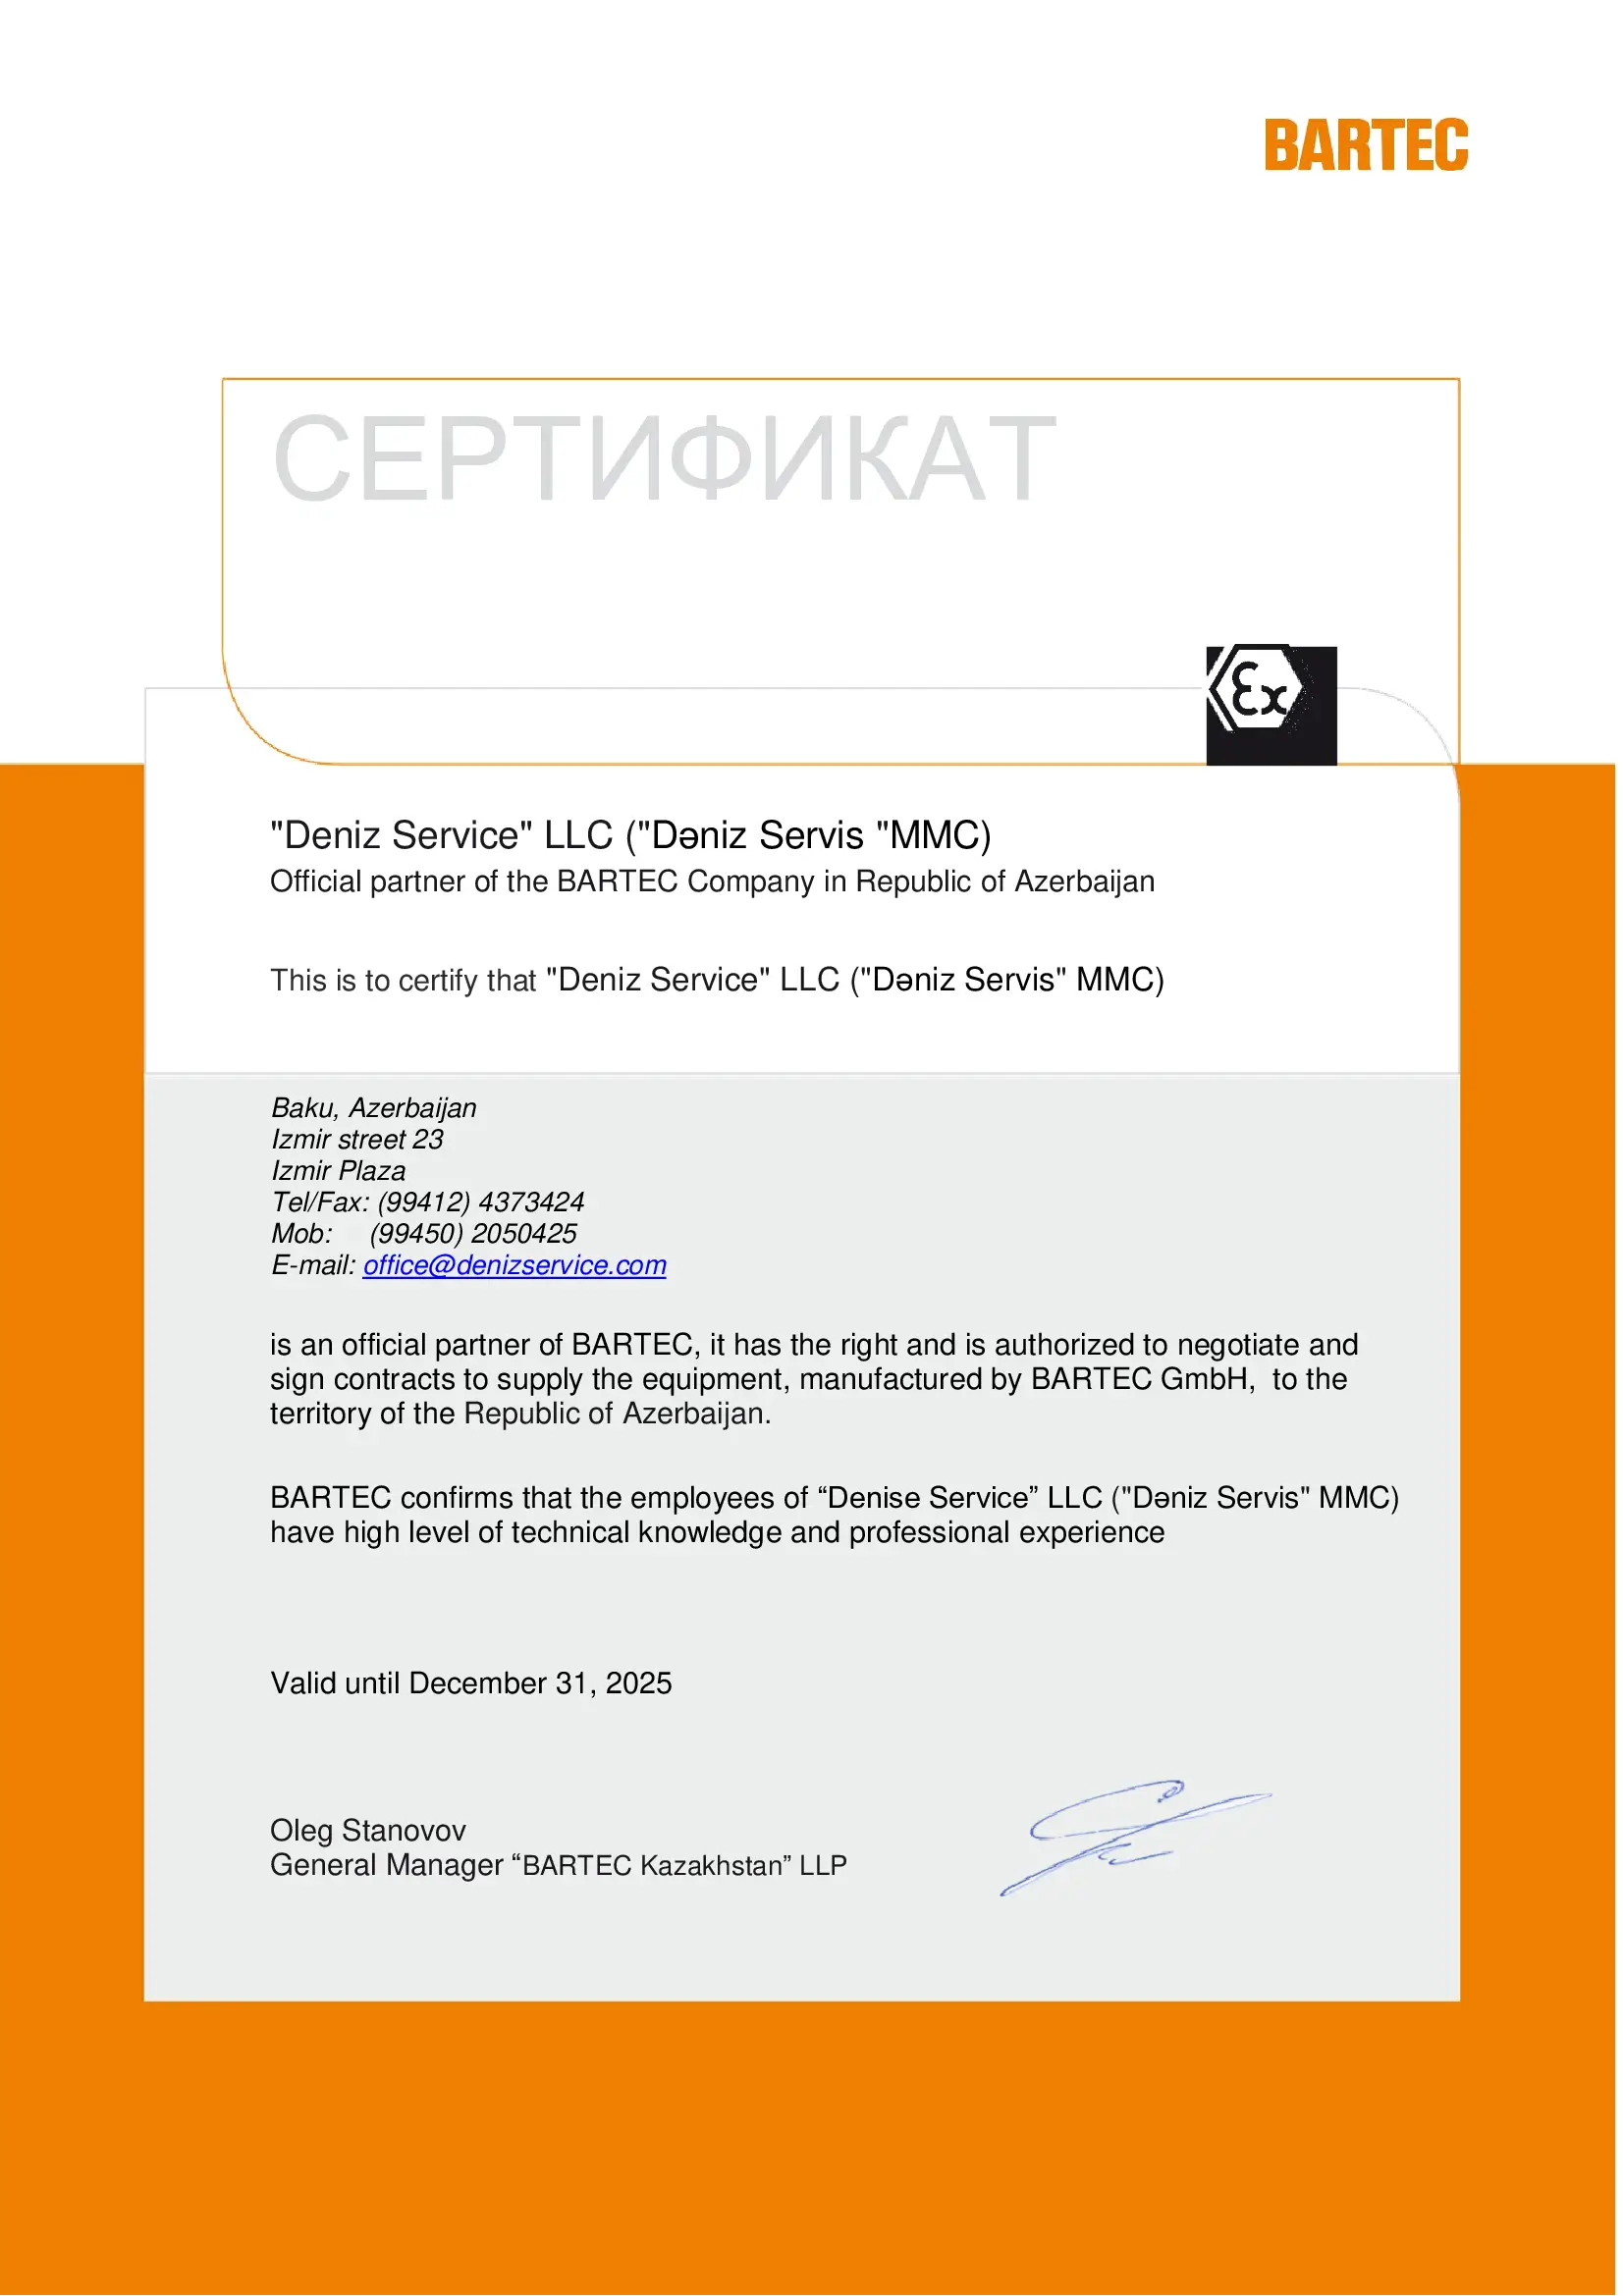 BARTEC
СЕРТИФИКАТ
Ex
"Deniz Service" LLC ("Dəniz Servis "MMC)
Official partner of the BARTEC Company in Republic of Azerbaijan
This is to certify that "Deniz Service" LLC ("Dəniz Servis" MMC)
Baku, Azerbaijan
Izmir street 23
Izmir Plaza
Tel/Fax: (99412) 4373424
Mob: (99450) 2050425
E-mail: office@denizservice.com
is an official partner of BARTEC, it has the right and is authorized to negotiate and
sign contracts to supply the equipment, manufactured by BARTEC GmbH, to the
territory of the Republic of Azerbaijan.
BARTEC confirms that the employees of “Denise Service” LLC ("Dəniz Servis" MMC)
have high level of technical knowledge and professional experience
Valid until December 31, 2025
Oleg Stanovov
General Manager “BARTEC Kazakhstan” LLP